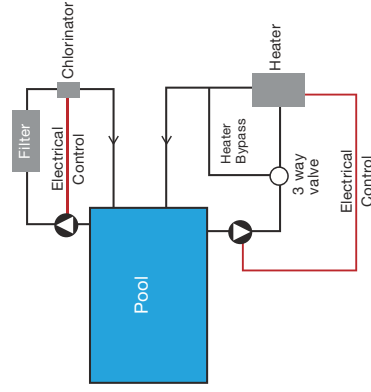 Chlorinator
Filter
Electrical
Control
Heater
Heater
Bypass
3 way
valve
Electrical
Control
Pool